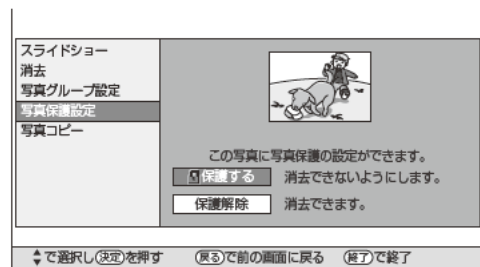 スライドショー
消去
写真グループ設定
写真保護設定
写真コピー
この写真に写真保護の設定ができます。
保護する 消去できないようにします。
保護解除 消去できます。
で選択し決定を押す 戻るで前の画面に戻る 終了で終了